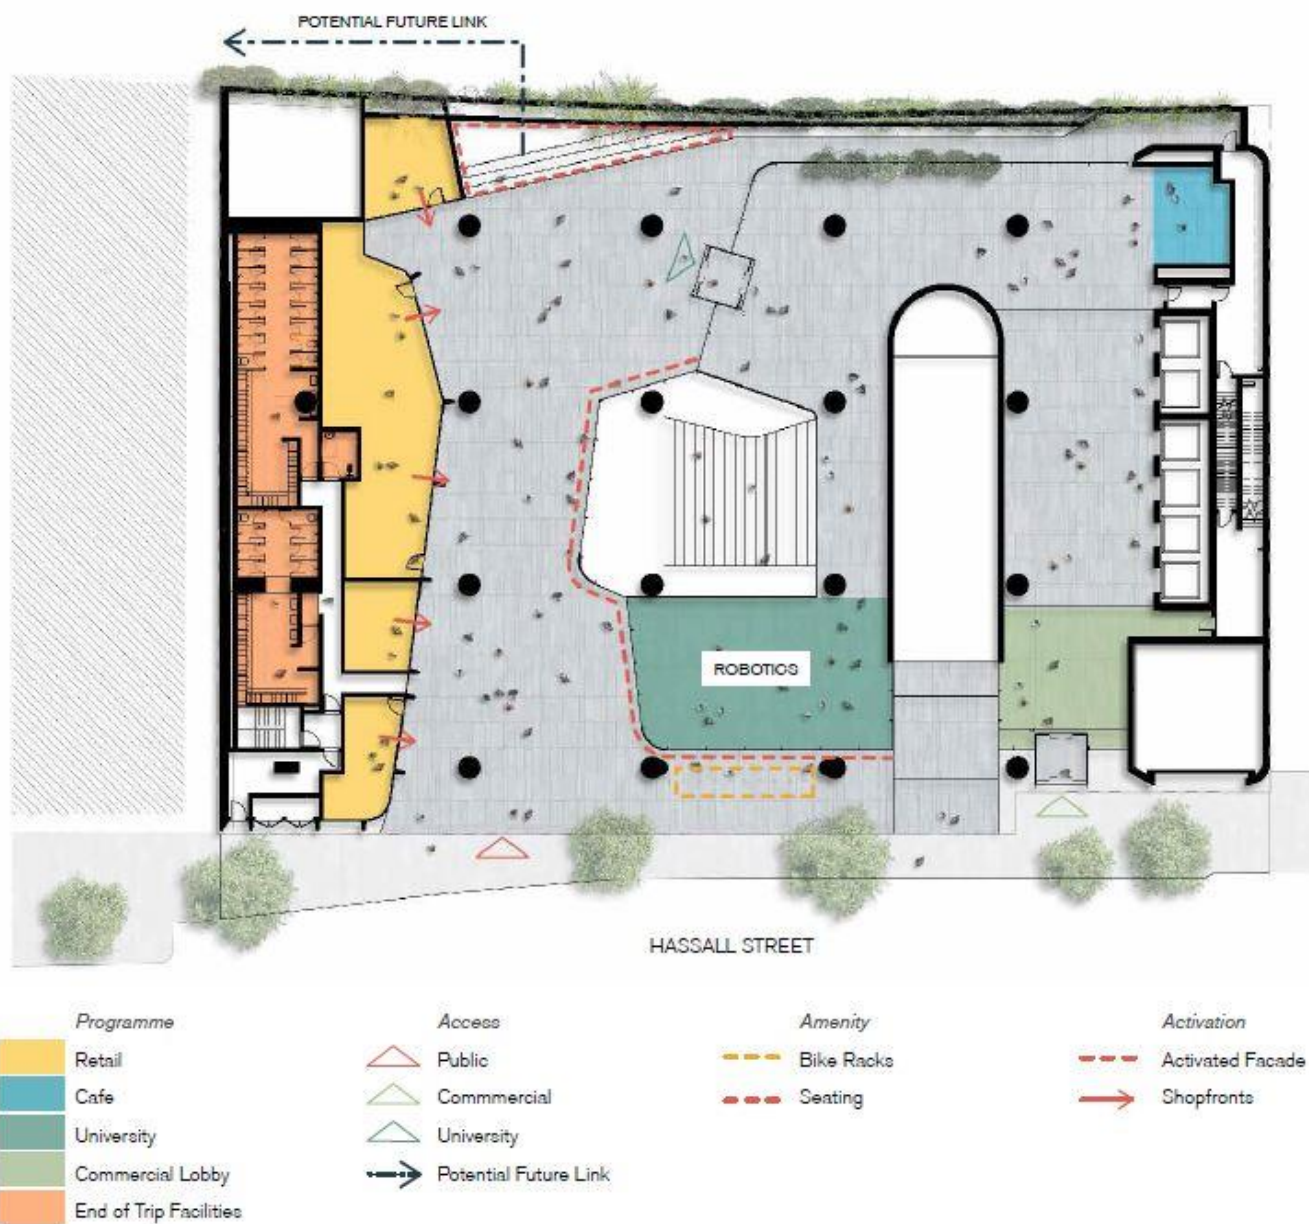 POTENTIAL FUTURE LINK
ROBOTICS
HASSALL STREET
Programme
Retail
Cafe
University
Commercial Lobby
End of Trip Facilities
Access
Public
Commmercial
University
Potential Future Link
Amenity
Bike Racks
Seating
Activation
Activated Facade
Shopfronts